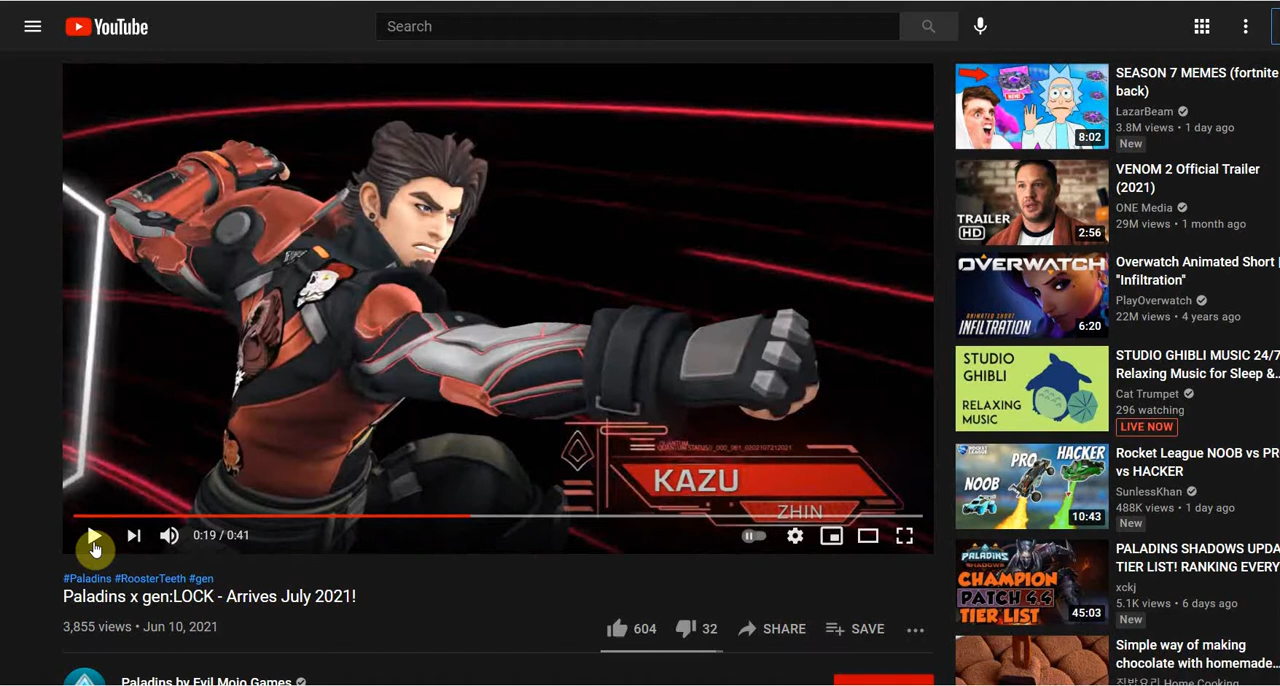 YouTube
Search
KAZU
ZHIN
0:19 / 0:41
#Paladins #RoosterTeeth #gen
Paladins x gen:LOCK - Arrives July 2021!
3,855 views • Jun 10, 2021
604
32
SHARE
SAVE
Paladins by Evil Mojo Games
8:02
SEASON 7 MEMES (fortnite
back)
LazarBeam
3.8M views • 1 day ago
New
TRAILER
HD
2:56
VENOM 2 Official Trailer
(2021)
ONE Media
29M views • 1 month ago
OVERWATCH
ANIMATED SHORT
INFILTRATION
6:20
Overwatch Animated Short |
"Infiltration"
PlayOverwatch
22M views • 4 years ago
STUDIO
GHIBLI
RELAXING
MUSIC
STUDIO GHIBLI MUSIC 24/7
Relaxing Music for Sleep &...
Cat Trumpet
296 watching
LIVE NOW
PRO
HACKER
NOOB
10:43
Rocket League NOOB vs PR
vs HACKER
SunlessKhan
488K views • 1 day ago
New
PALADINS
SHADOWS
CHAMPION
PATCH 4.4
TIER LIST
45:03
PALADINS SHADOWS UPDA
TIER LIST! RANKING EVERY
xckj
5.1K views • 6 days ago
New
Simple way of making
chocolate with homemade...
Home Cooking